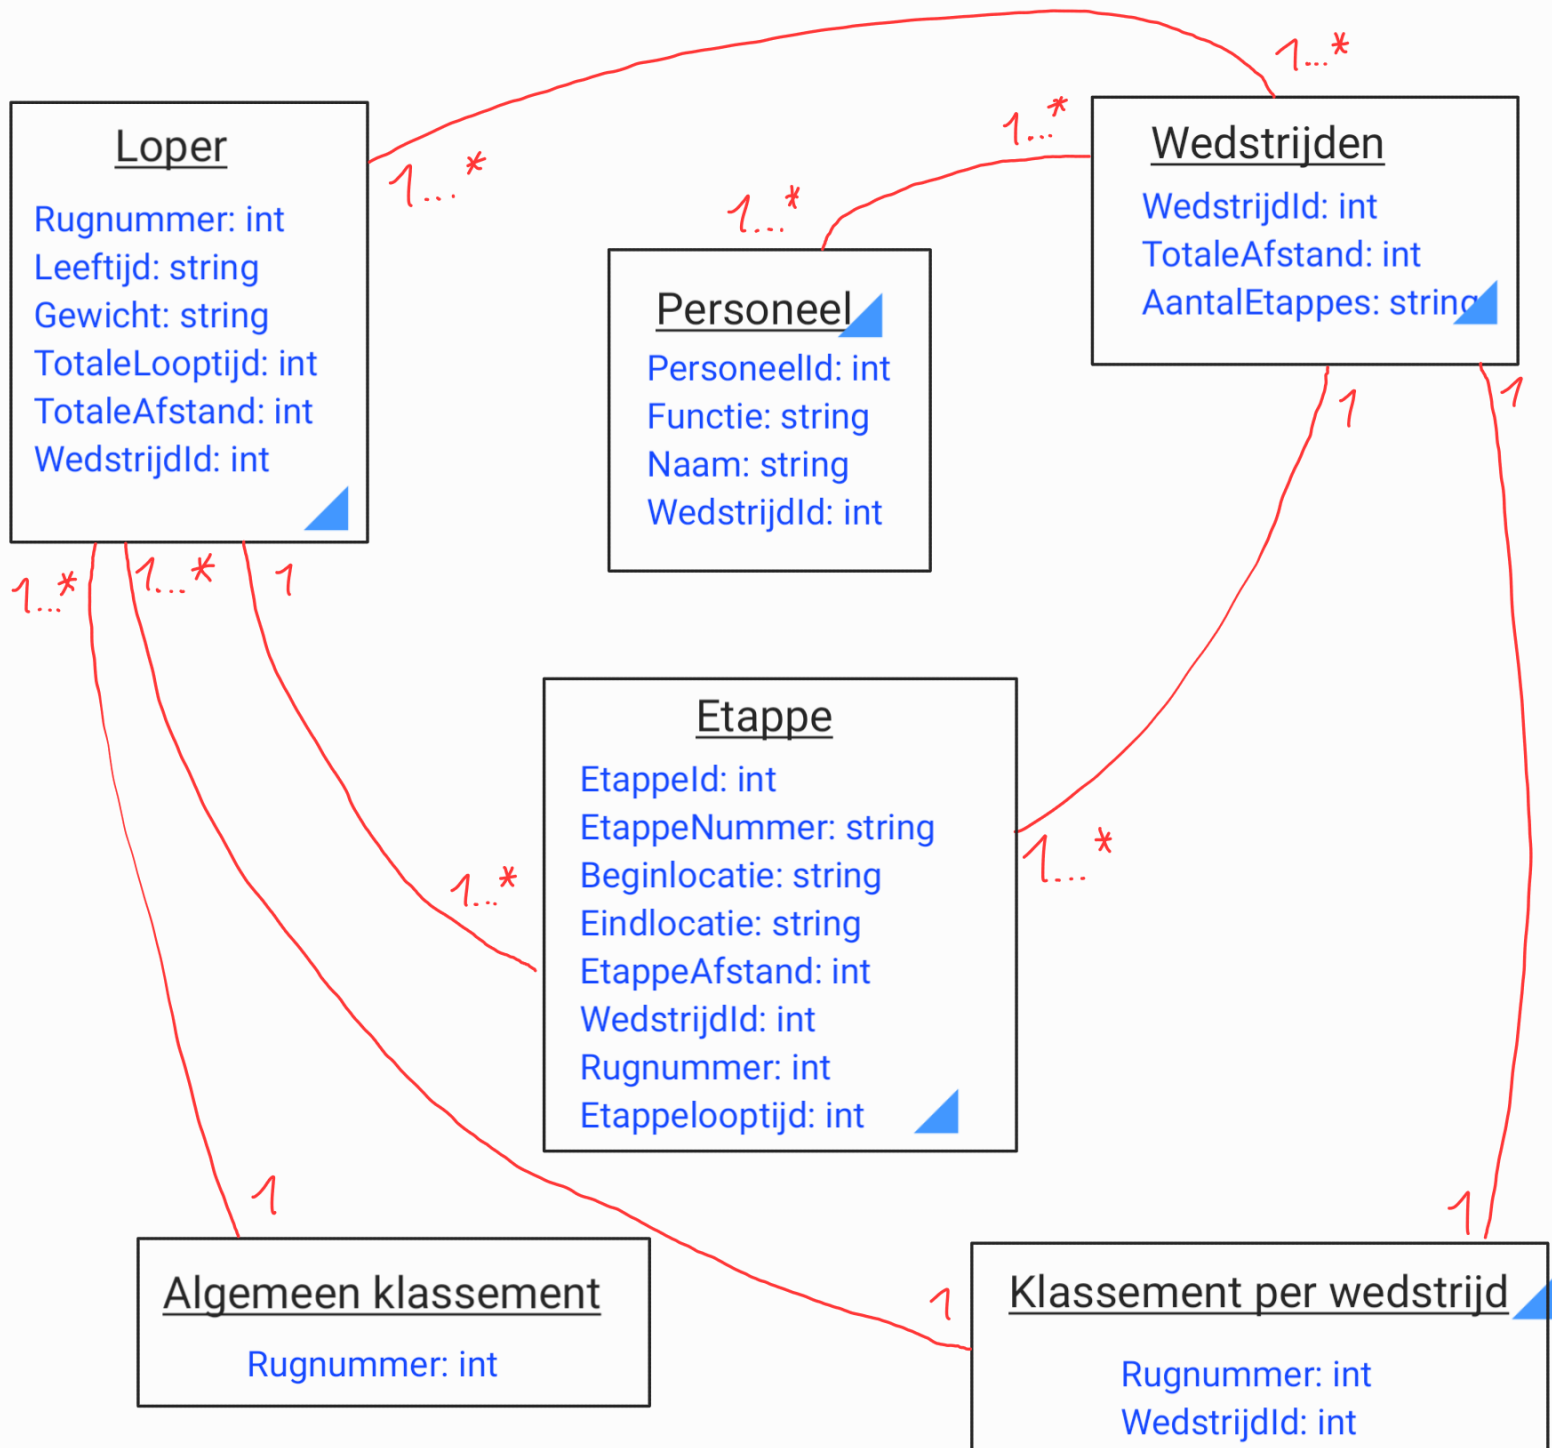 1...*
Loper
Rugnummer: int
Leeftijd: string
Gewicht: string
TotaleLooptijd: int
TotaleAfstand: int
WedstrijdId: int
1...*
1...*
1...*
Wedstrijden
WedstrijdId: int
TotaleAfstand: int
AantalEtappes: string
Personeel
PersoneelId: int
Functie: string
Naam: string
WedstrijdId: int
1
1
1...*
1...*
1
Etappe
EtappeId: int
EtappeNummer: string
Beginlocatie: string
Eindlocatie: string
EtappeAfstand: int
WedstrijdId: int
Rugnummer: int
Etappelooptijd: int
1...*
1...*
1
Algemeen klassement
Rugnummer: int
1
1
Klassement per wedstrijd
Rugnummer: int
WedstrijdId: int